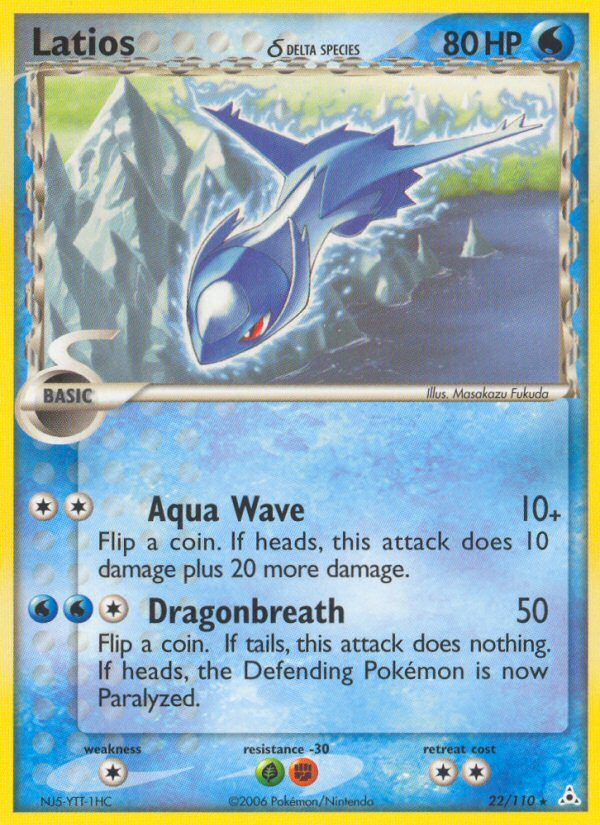 Latios δ DELTA SPECIES 80 HP
BASIC
Illus. Masakazu Fukuda
Aqua Wave 10+
Flip a coin. If heads, this attack does 10
damage plus 20 more damage.
Dragonbreath 50
Flip a coin. If tails, this attack does nothing.
If heads, the Defending Pokémon is now
Paralyzed.
weakness resistance -30 retreat cost
NJ5-YTT-1HC ©2006 Pokémon/Nintendo 22/110 ★